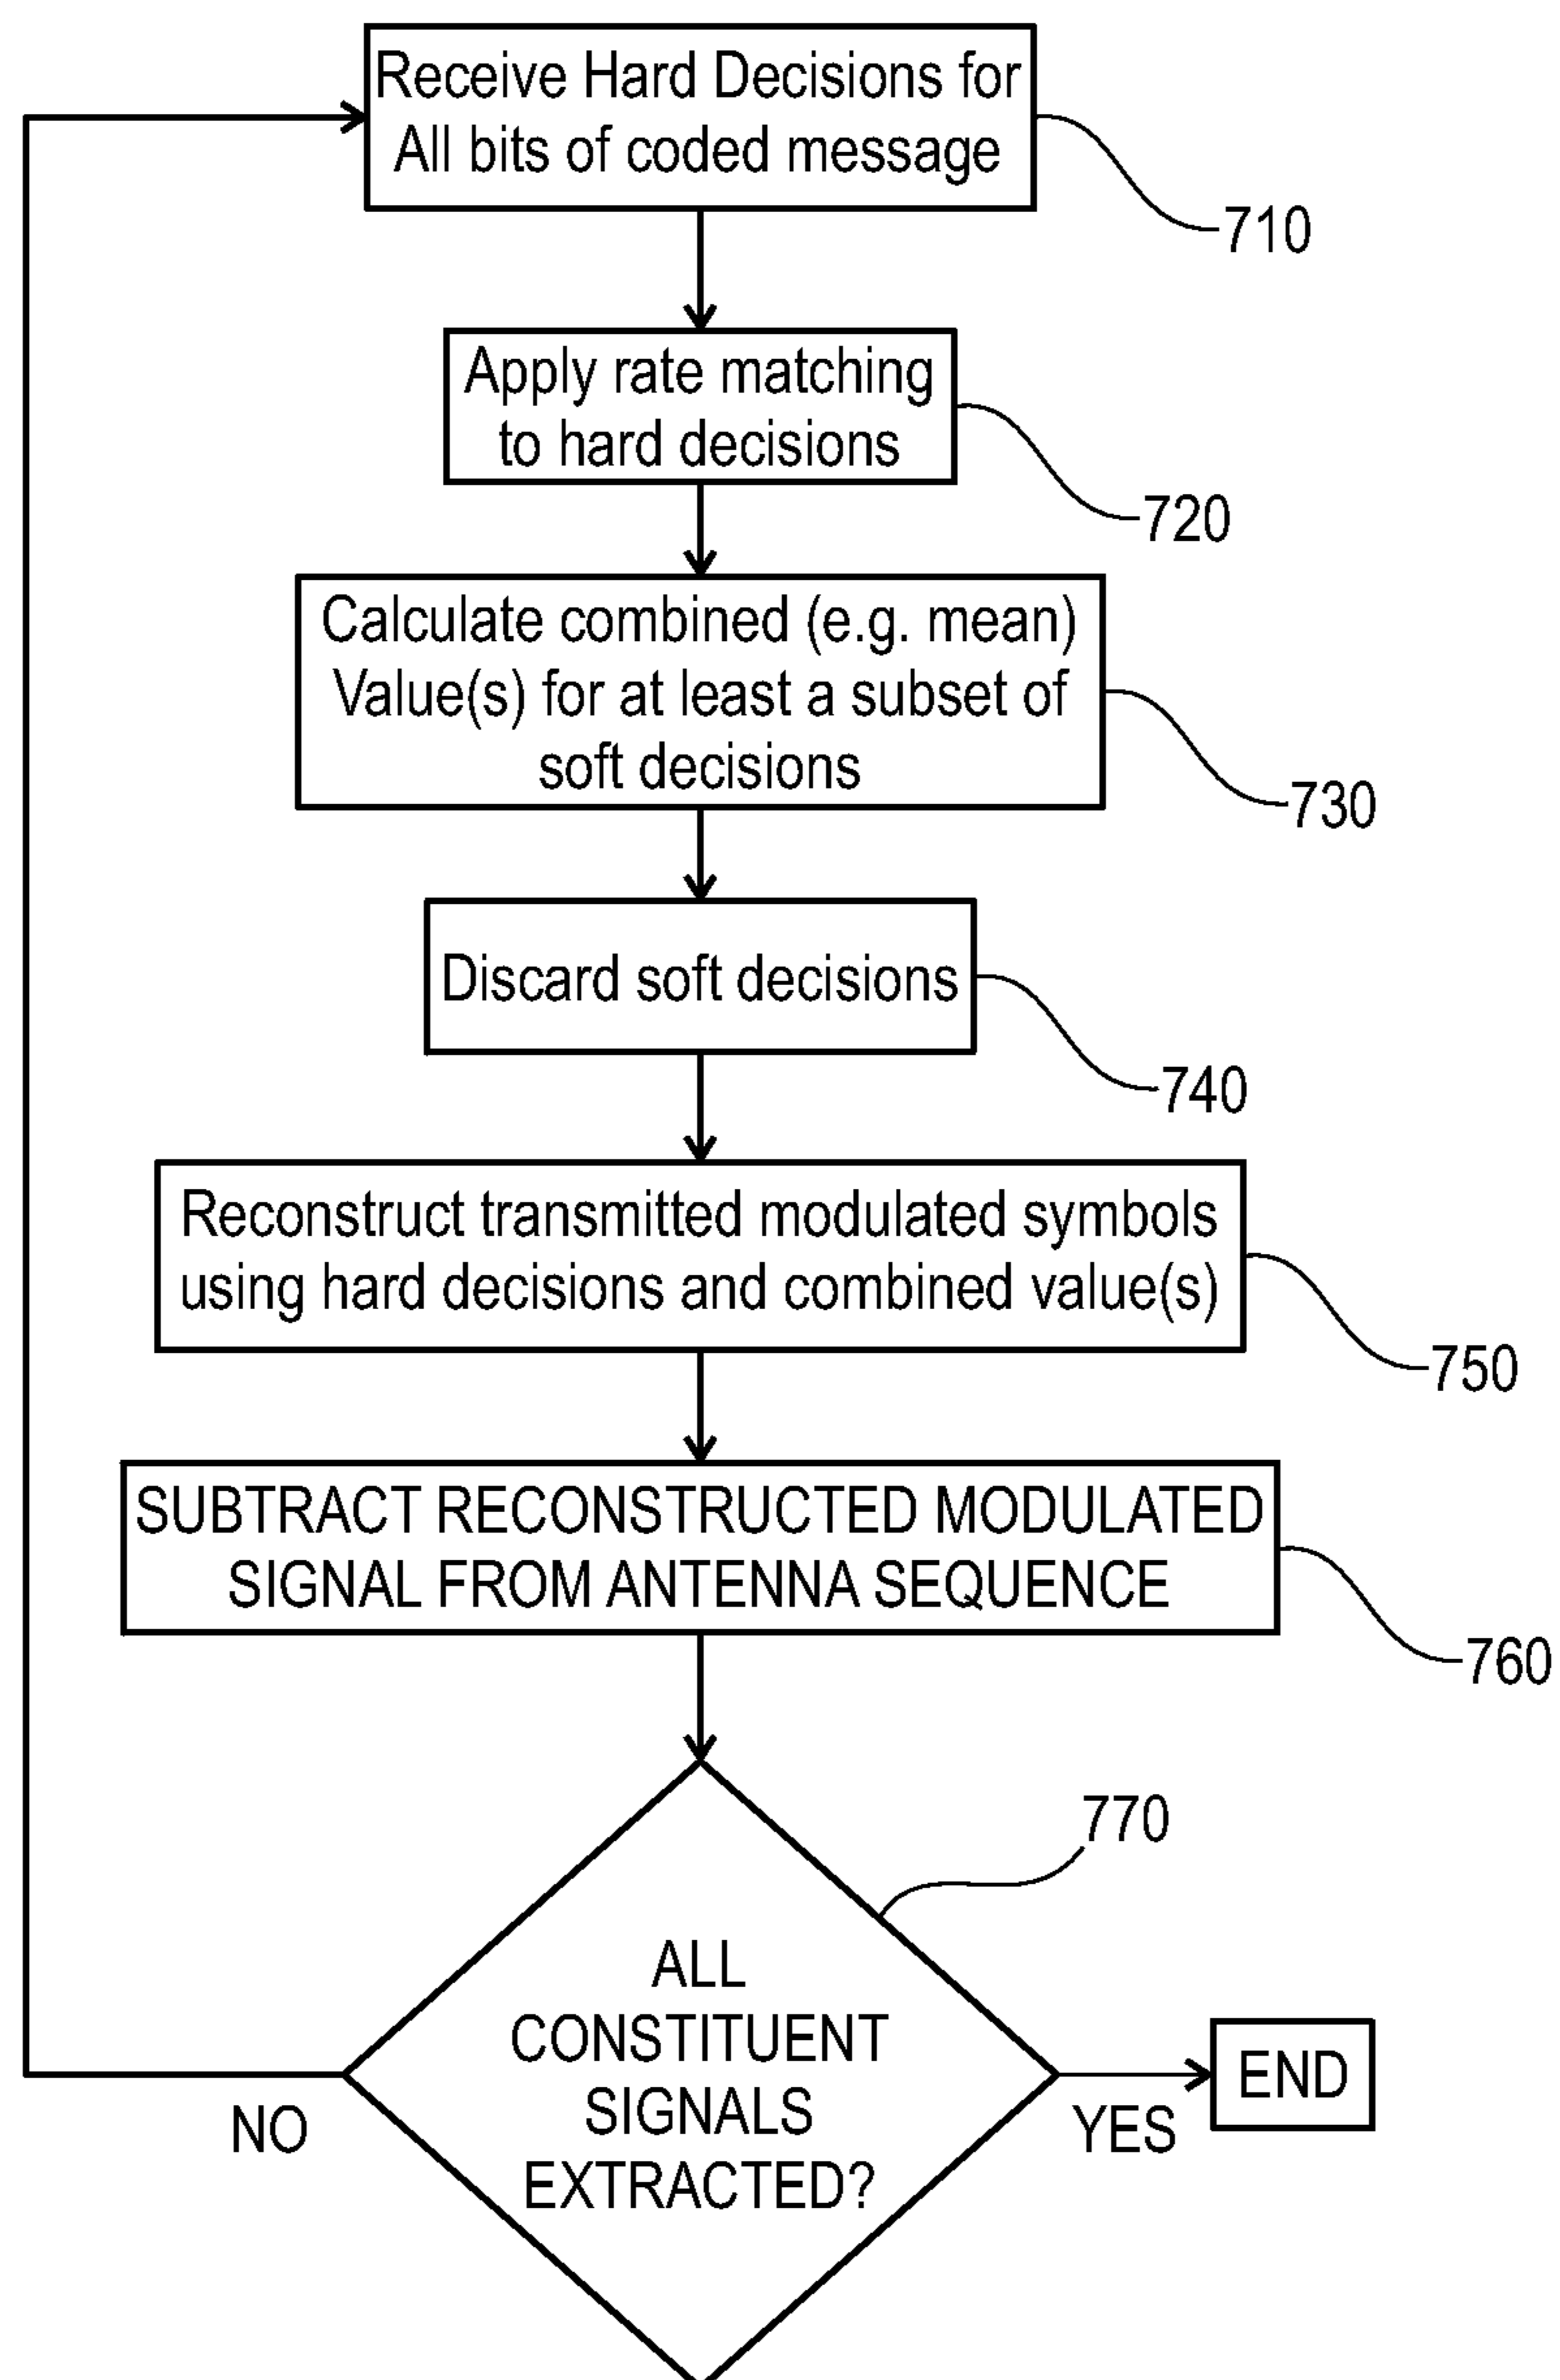 Receive Hard Decisions for
All bits of coded message
710
Apply rate matching
to hard decisions
720
Calculate combined (e.g. mean)
Value(s) for at least a subset of
soft decisions
730
Discard soft decisions
740
Reconstruct transmitted modulated symbols
using hard decisions and combined value(s)
750
SUBTRACT RECONSTRUCTED MODULATED
SIGNAL FROM ANTENNA SEQUENCE
760
770
ALL
CONSTITUENT
SIGNALS
EXTRACTED?
NO
YES
END